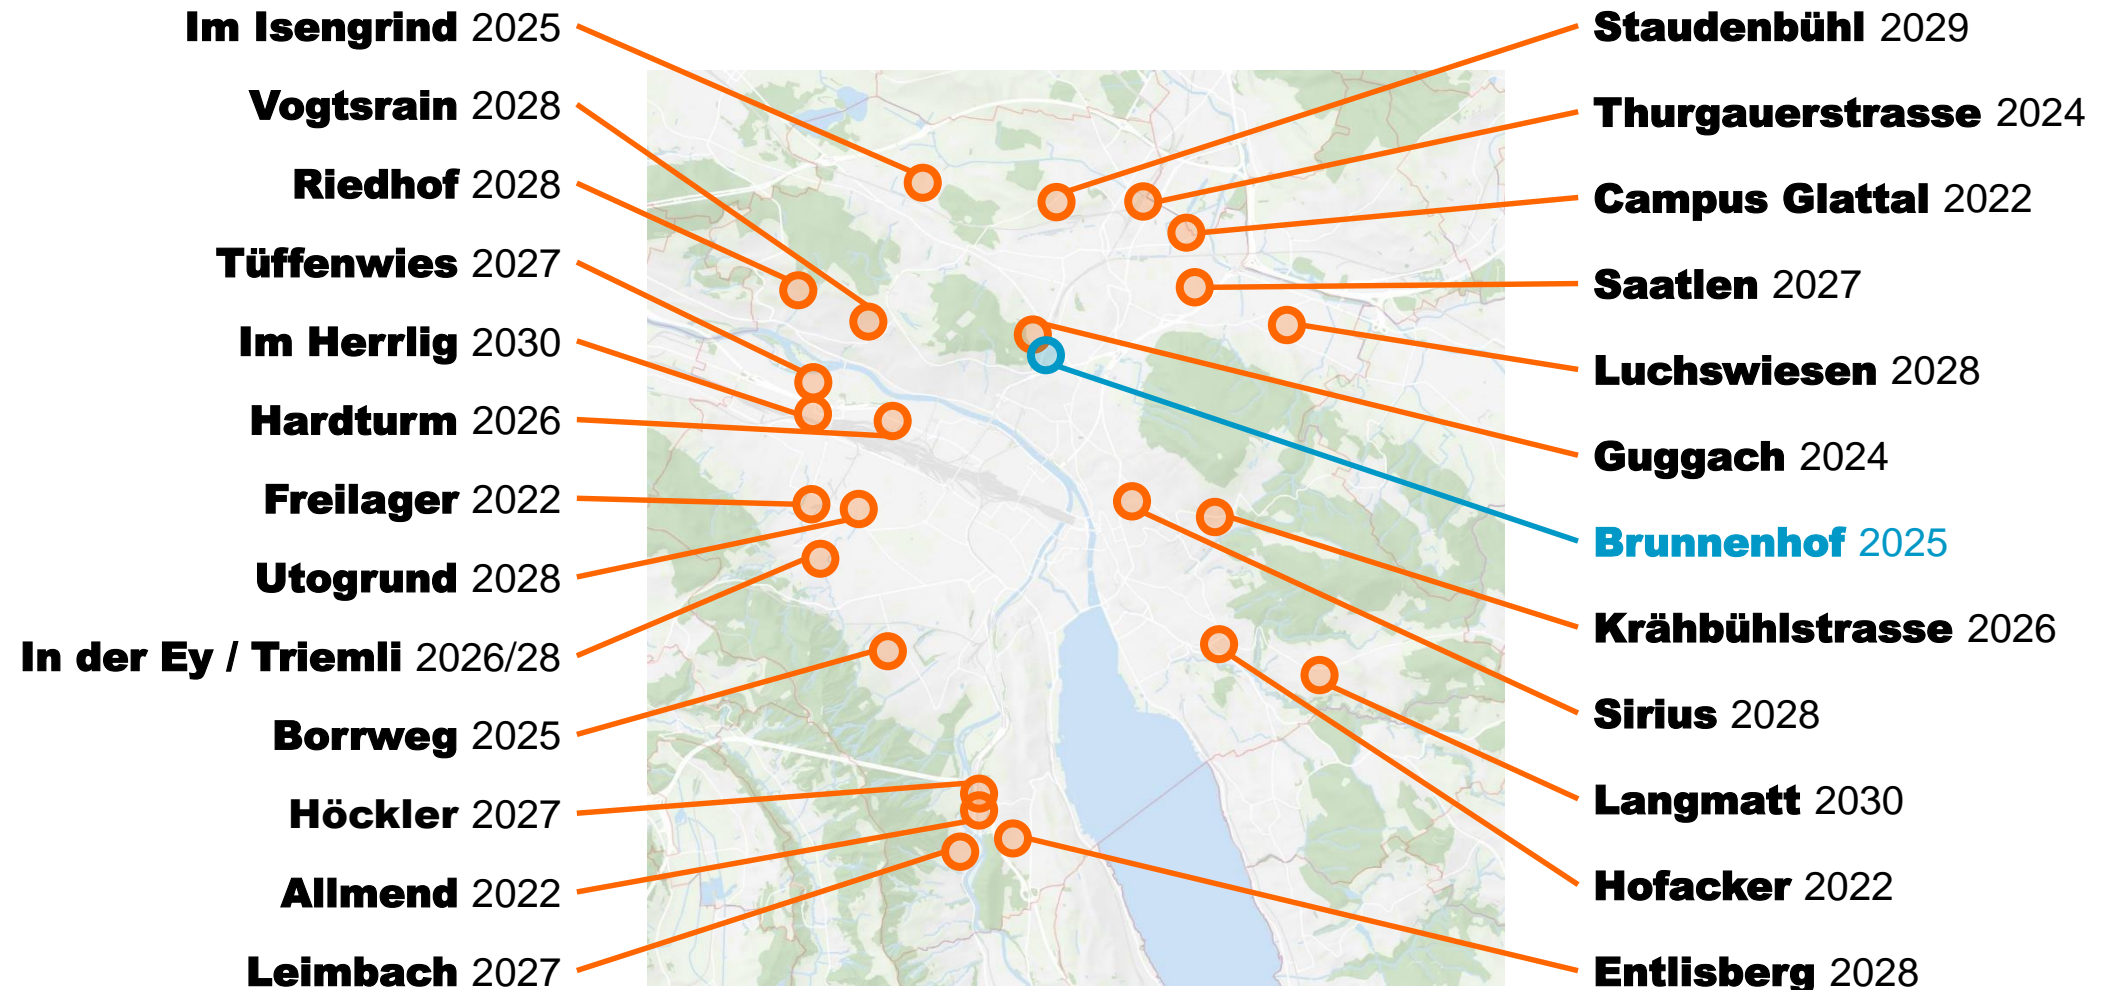 Im Isengrind 2025
Vogtsrain 2028
Riedhof 2028
Tüffenwies 2027
Im Herrlig 2030
Hardturm 2026
Freilager 2022
Utogrund 2028
In der Ey / Triemli 2026/28
Borrweg 2025
Höckler 2027
Allmend 2022
Leimbach 2027
Staudenbühl 2029
Thurgauerstrasse 2024
Campus Glattal 2022
Saatlen 2027
Luchswiesen 2028
Guggach 2024
Brunnenhof 2025
Krähbühlstrasse 2026
Sirius 2028
Langmatt 2030
Hofacker 2022
Entlisberg 2028